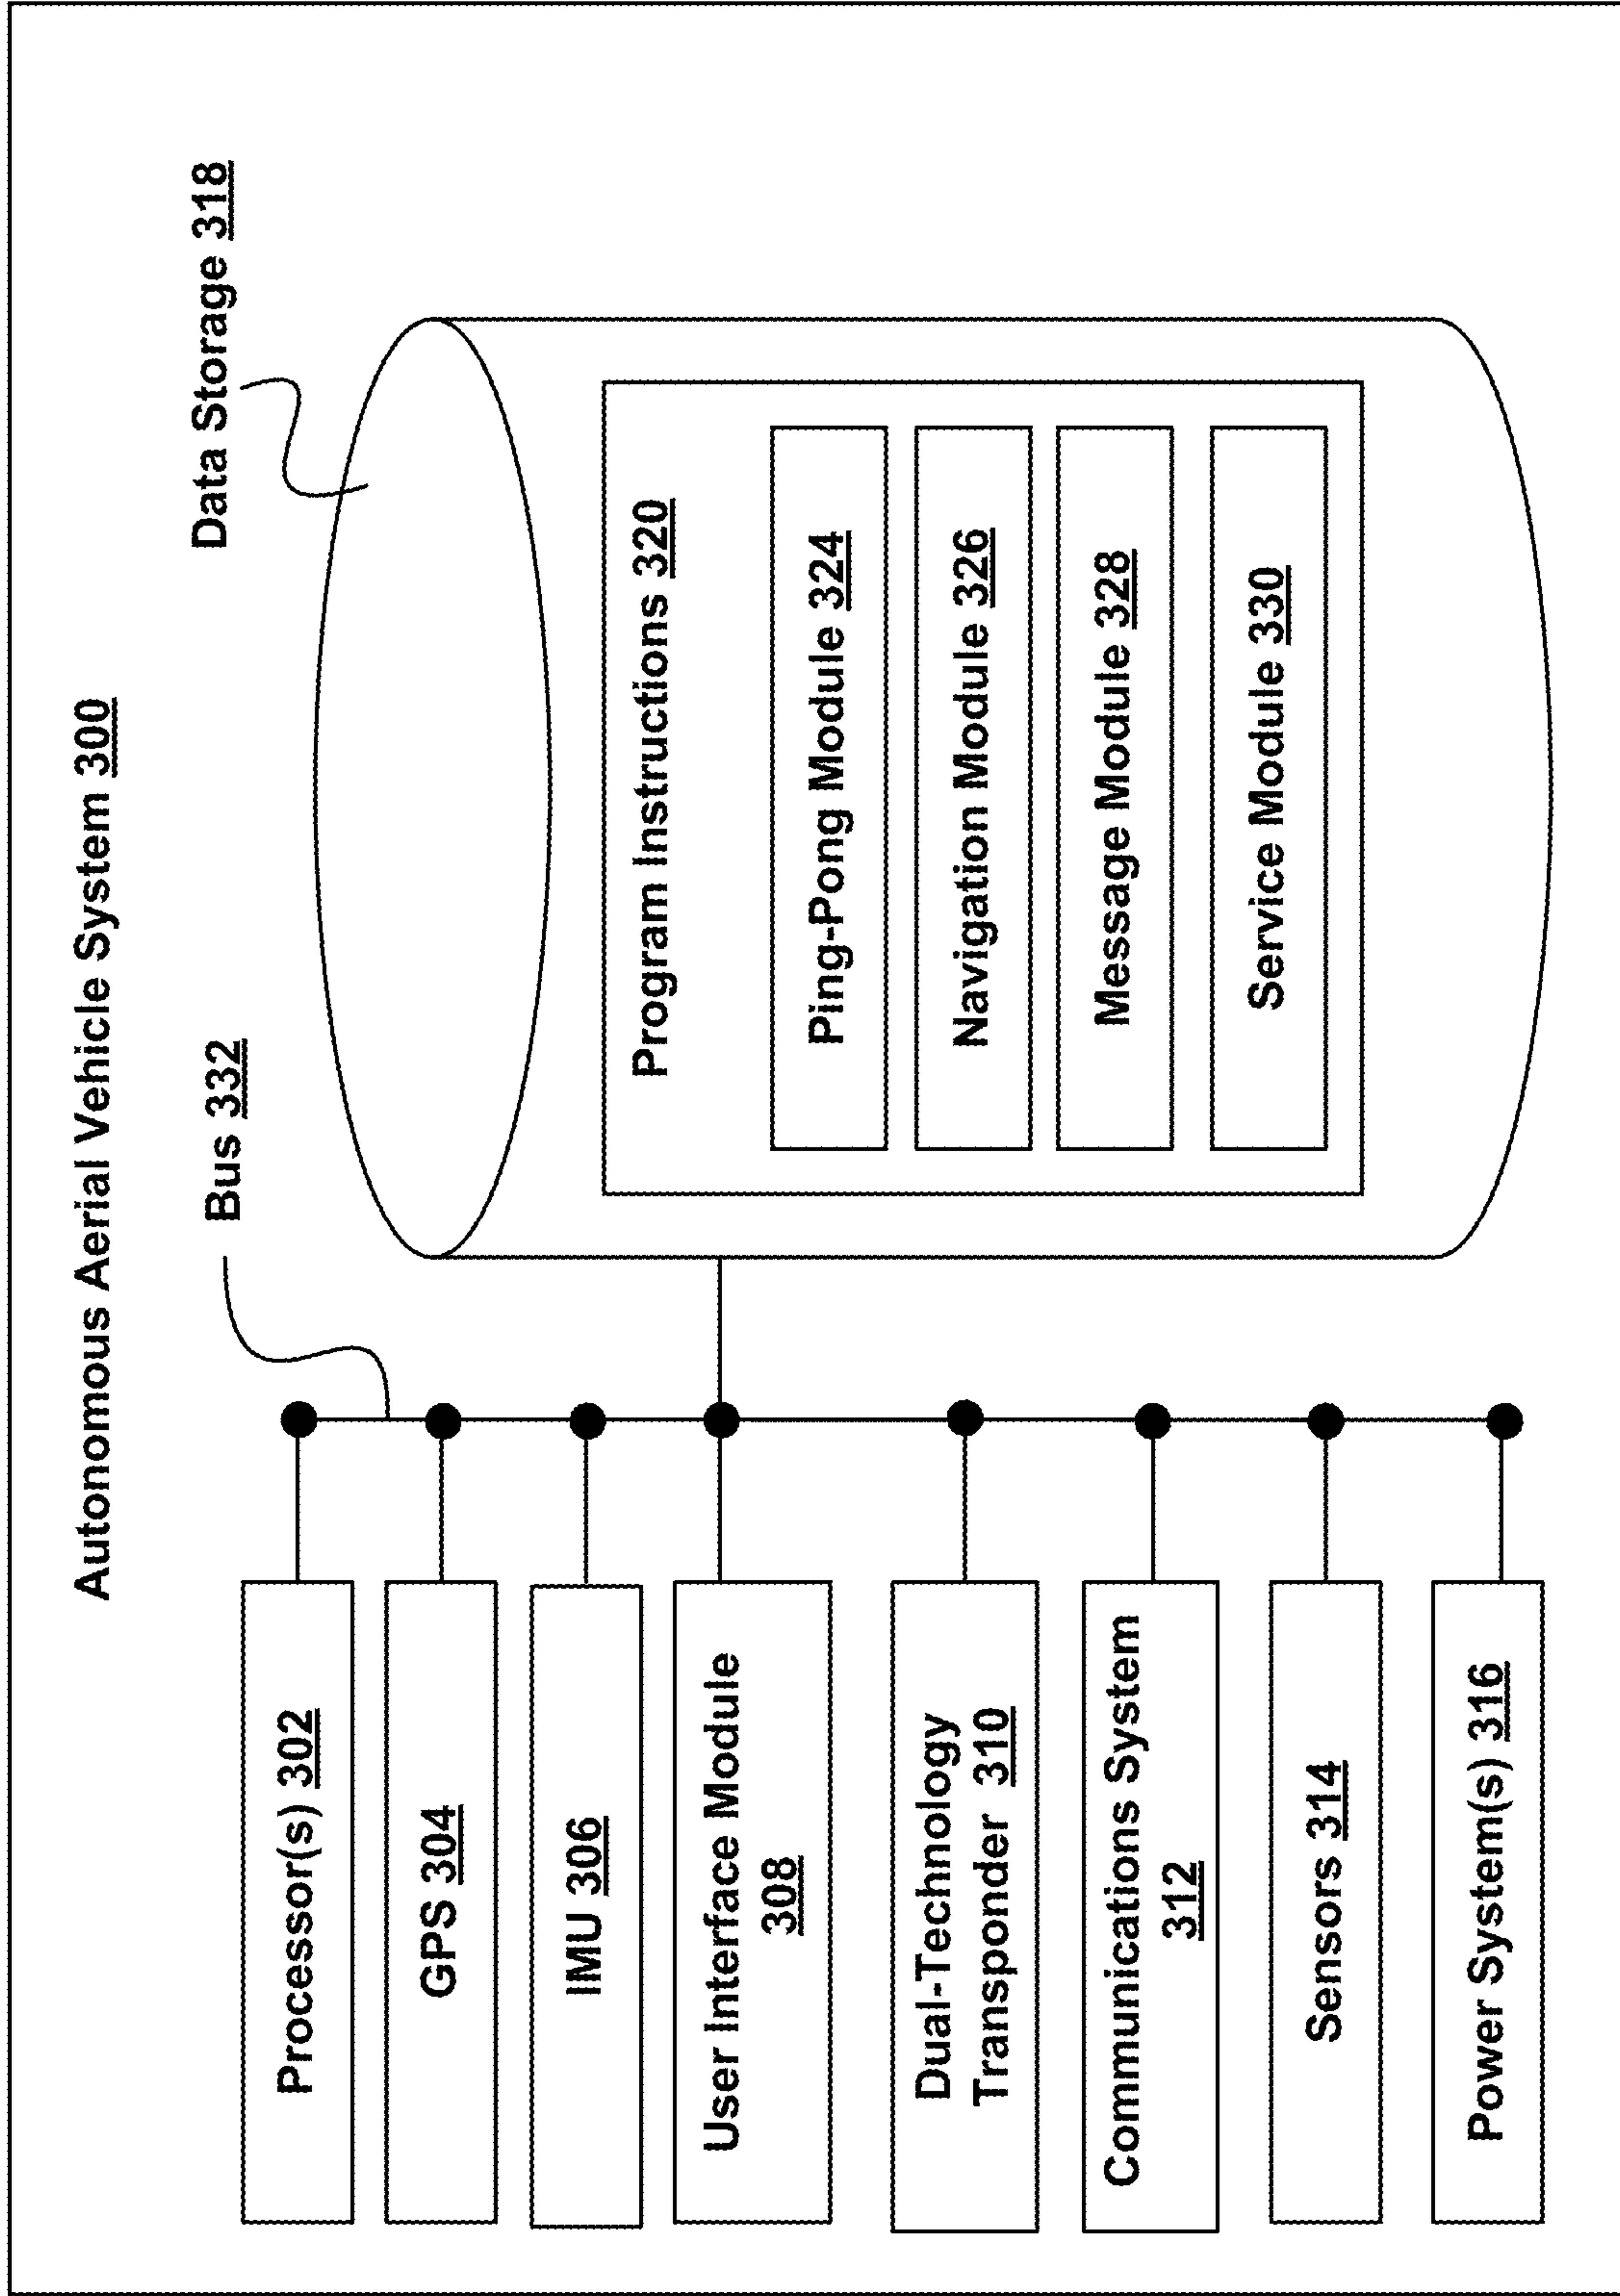 Autonomous Aerial Vehicle System 300
Bus 332
Data Storage 318
Processor(s) 302
GPS 304
IMU 306
User Interface Module
308
Dual-Technology
Transponder 310
Communications System
312
Sensors 314
Power System(s) 316
Program Instructions 320
Ping-Pong Module 324
Navigation Module 326
Message Module 328
Service Module 330